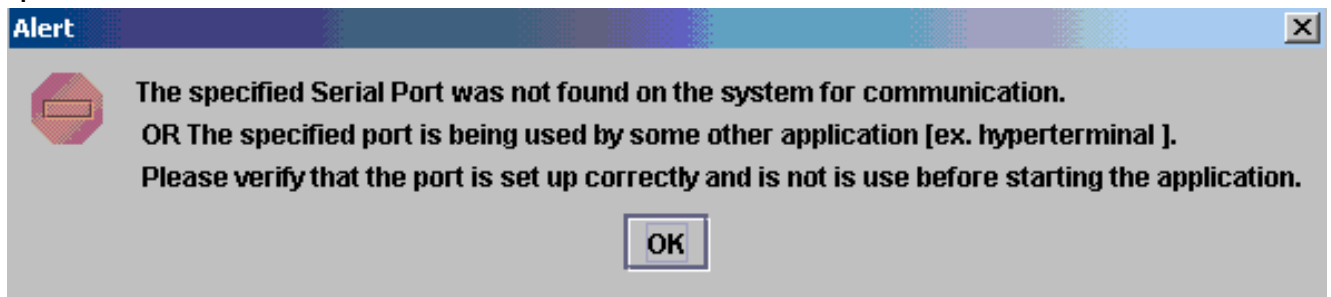 Alert
The specified Serial Port was not found on the system for communication.
OR The specified port is being used by some other application [ex. hyperterminal ].
Please verify that the port is set up correctly and is not is use before starting the application.
OK